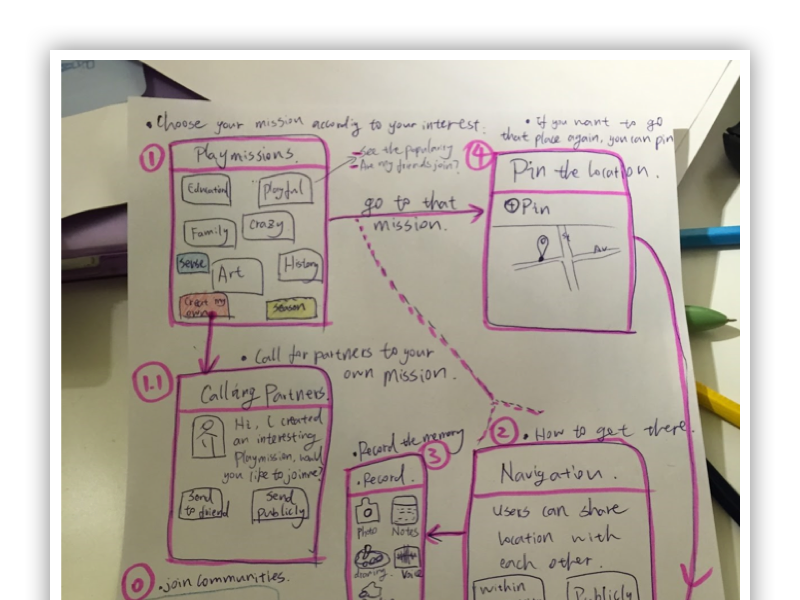 • Choose your mission according to your interest.
• If you want to go
that place again, you can pin
1
Playmissions.
Education
Playful
Family
Crazy
Sense
Art
History
Create my
own
Season
- See the popularity
- Are my friends join?
go to that
mission.
4
Pin the location.
Pin
St
Av.
• Call for partners to your
own mission.
1.1
Calling Partners.
Hi, I created
an interesting
Playmission, would
you like to join me?
Send
to friend
Send
publicly
• Record the memory
3
• Record.
Photo
Notes
drawing
Voice
2
• How to get there.
Navigation.
Users can share
location with
each other.
within
Publicly
0
• join communities.